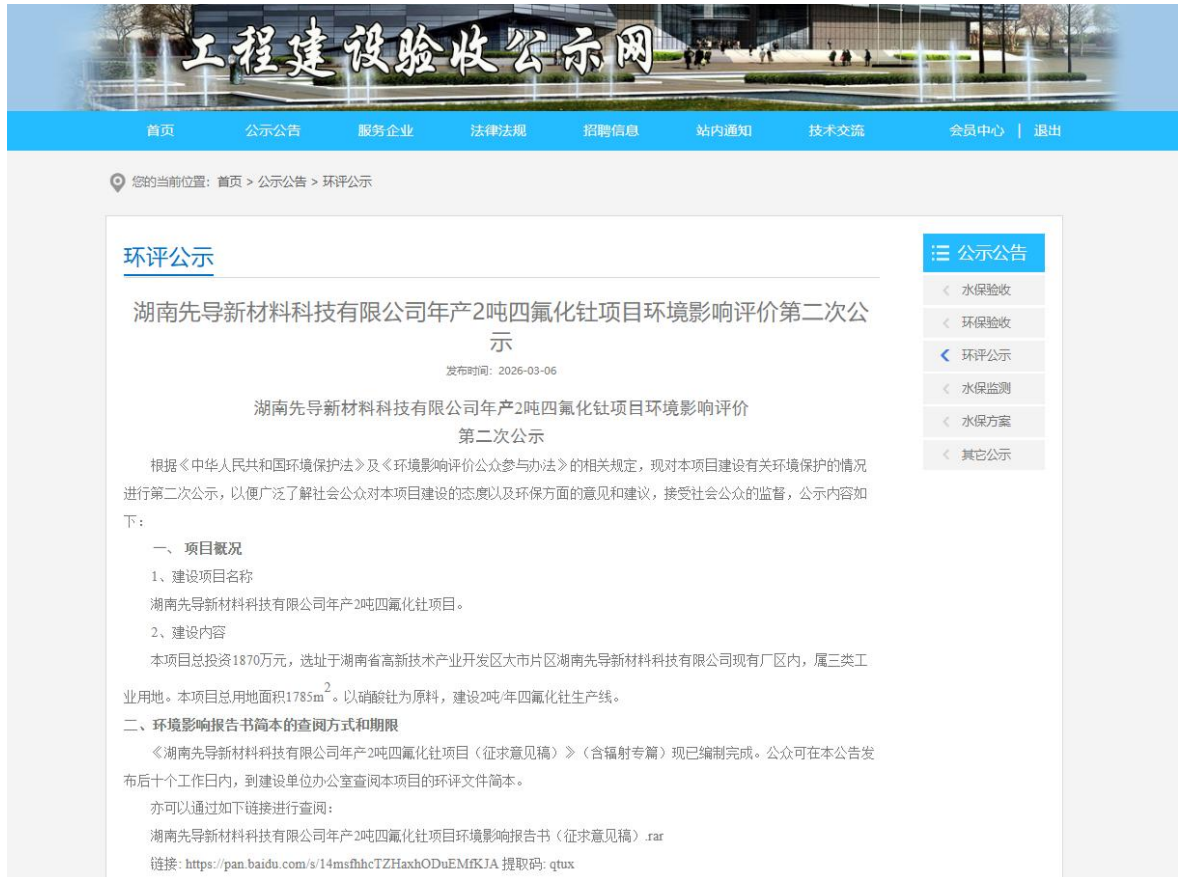 工程建设验收公示网
首页 公示公告 服务企业 法律法规 招聘信息 站内通知 技术交流 会员中心 | 退出
您的当前位置：首页 > 公示公告 > 环评公示
环评公示
湖南先导新材料科技有限公司年产2吨四氟化钍项目环境影响评价第二次公
示
发布时间：2026-03-06
湖南先导新材料科技有限公司年产2吨四氟化钍项目环境影响评价
第二次公示
根据《中华人民共和国环境保护法》及《环境影响评价公众参与办法》的相关规定，现对本项目建设有关环境保护的情况
进行第二次公示，以便广泛了解社会公众对本项目建设的态度以及环保方面的意见和建议，接受社会公众的监督，公示内容如
下：
一、 项目概况
1、建设项目名称
湖南先导新材料科技有限公司年产2吨四氟化钍项目。
2、建设内容
本项目总投资1870万元，选址于湖南省高新技术产业开发区大市片区湖南先导新材料科技有限公司现有厂区内，属三类工
业用地。本项目总用地面积1785m²。以硝酸钍为原料，建设2吨/年四氟化钍生产线。
二、环境影响报告书简本的查阅方式和期限
《湖南先导新材料科技有限公司年产2吨四氟化钍项目（征求意见稿）》（含辐射专篇）现已编制完成。公众可在本公告发
布后十个工作日内，到建设单位办公室查阅本项目的环评文件简本。
亦可以通过如下链接进行查阅：
湖南先导新材料科技有限公司年产2吨四氟化钍项目环境影响报告书（征求意见稿）.rar
链接: https://pan.baidu.com/s/14msfhhcTZHaxhODuEMfKJA 提取码: qtux
公示公告
水保验收
环保验收
环评公示
水保监测
水保方案
其它公示